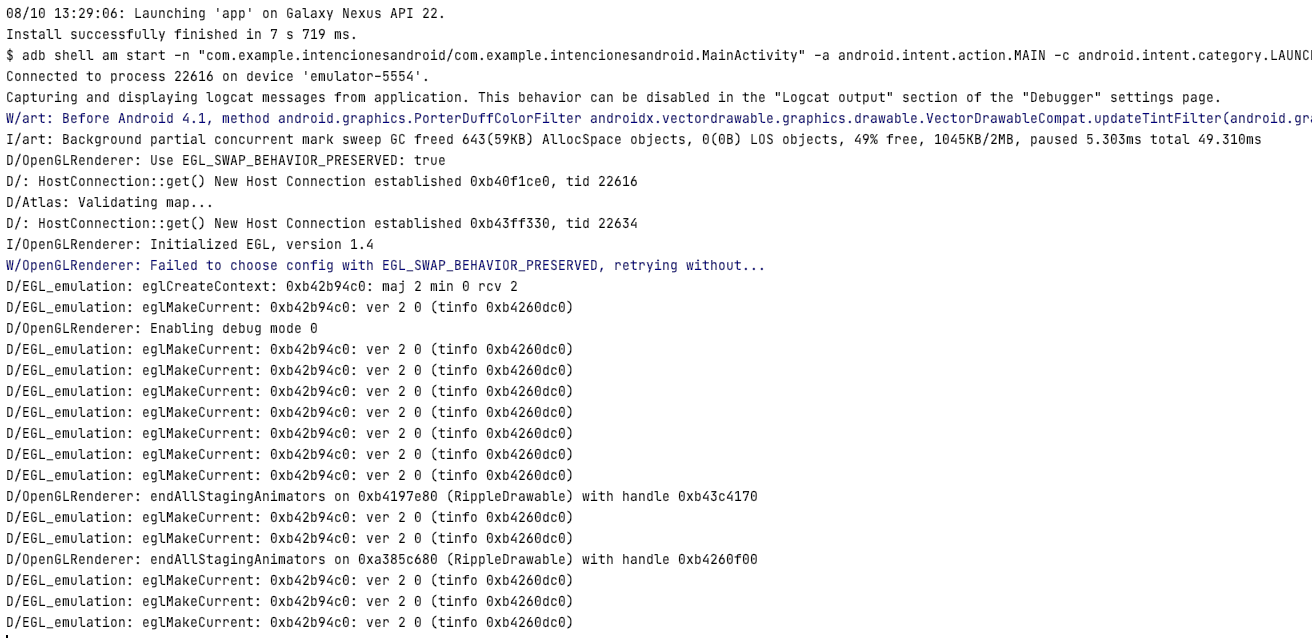 08/10 13:29:06: Launching 'app' on Galaxy Nexus API 22.
Install successfully finished in 7 s 719 ms.
$ adb shell am start -n "com.example.intencionesandroid/com.example.intencionesandroid.MainActivity" -a android.intent.action.MAIN -c android.intent.category.LAUNC
Connected to process 22616 on device 'emulator-5554'.
Capturing and displaying logcat messages from application. This behavior can be disabled in the "Logcat output" section of the "Debugger" settings page.
W/art: Before Android 4.1, method android.graphics.PorterDuffColorFilter androidx.vectordrawable.graphics.drawable.VectorDrawableCompat.updateTintFilter(android.gra
I/art: Background partial concurrent mark sweep GC freed 643(59KB) AllocSpace objects, 0(0B) LOS objects, 49% free, 1045KB/2MB, paused 5.303ms total 49.310ms
D/OpenGLRenderer: Use EGL_SWAP_BEHAVIOR_PRESERVED: true
D/: HostConnection::get() New Host Connection established 0xb40f1ce0, tid 22616
D/Atlas: Validating map...
D/: HostConnection::get() New Host Connection established 0xb43ff330, tid 22634
I/OpenGLRenderer: Initialized EGL, version 1.4
W/OpenGLRenderer: Failed to choose config with EGL_SWAP_BEHAVIOR_PRESERVED, retrying without...
D/EGL_emulation: eglCreateContext: 0xb42b94c0: maj 2 min 0 rcv 2
D/EGL_emulation: eglMakeCurrent: 0xb42b94c0: ver 2 0 (tinfo 0xb4260dc0)
D/OpenGLRenderer: Enabling debug mode 0
D/EGL_emulation: eglMakeCurrent: 0xb42b94c0: ver 2 0 (tinfo 0xb4260dc0)
D/EGL_emulation: eglMakeCurrent: 0xb42b94c0: ver 2 0 (tinfo 0xb4260dc0)
D/EGL_emulation: eglMakeCurrent: 0xb42b94c0: ver 2 0 (tinfo 0xb4260dc0)
D/EGL_emulation: eglMakeCurrent: 0xb42b94c0: ver 2 0 (tinfo 0xb4260dc0)
D/EGL_emulation: eglMakeCurrent: 0xb42b94c0: ver 2 0 (tinfo 0xb4260dc0)
D/EGL_emulation: eglMakeCurrent: 0xb42b94c0: ver 2 0 (tinfo 0xb4260dc0)
D/EGL_emulation: eglMakeCurrent: 0xb42b94c0: ver 2 0 (tinfo 0xb4260dc0)
D/OpenGLRenderer: endAllStagingAnimators on 0xb4197e80 (RippleDrawable) with handle 0xb43c4170
D/EGL_emulation: eglMakeCurrent: 0xb42b94c0: ver 2 0 (tinfo 0xb4260dc0)
D/EGL_emulation: eglMakeCurrent: 0xb42b94c0: ver 2 0 (tinfo 0xb4260dc0)
D/OpenGLRenderer: endAllStagingAnimators on 0xa385c680 (RippleDrawable) with handle 0xb4260f00
D/EGL_emulation: eglMakeCurrent: 0xb42b94c0: ver 2 0 (tinfo 0xb4260dc0)
D/EGL_emulation: eglMakeCurrent: 0xb42b94c0: ver 2 0 (tinfo 0xb4260dc0)
D/EGL_emulation: eglMakeCurrent: 0xb42b94c0: ver 2 0 (tinfo 0xb4260dc0)